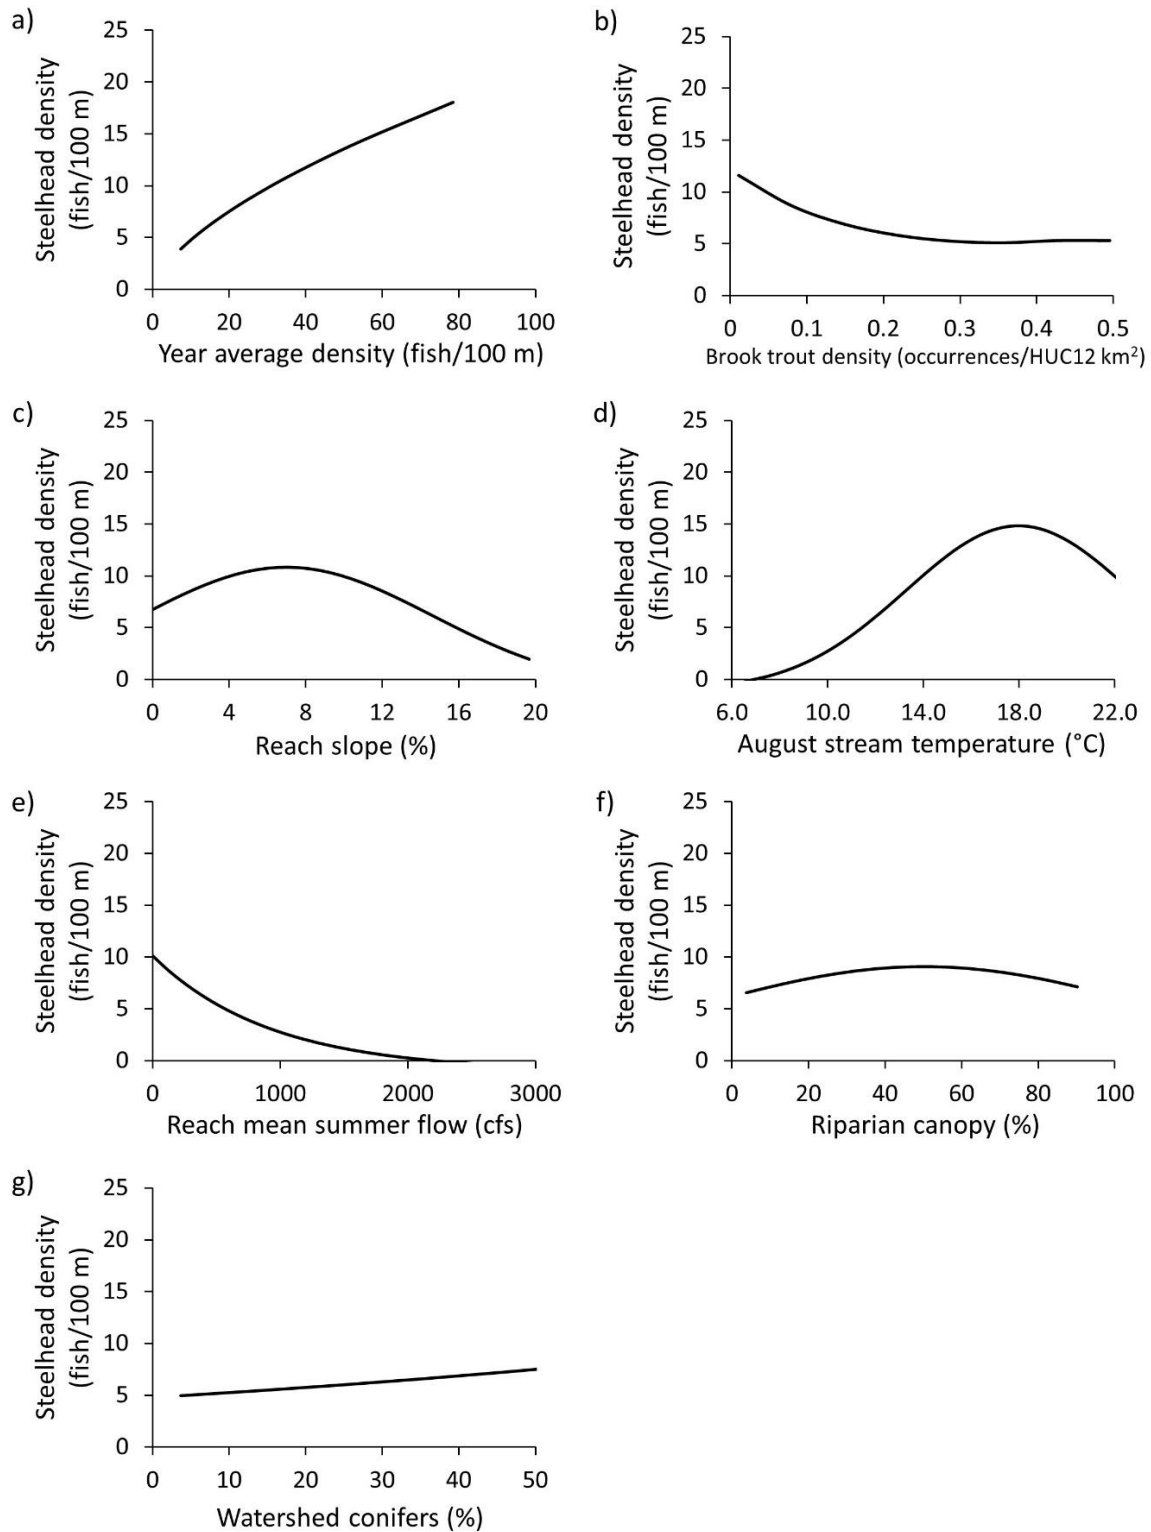 a)
Steelhead density
(fish/100 m)
25
20
15
10
5
0
0 20 40 60 80 100
Year average density (fish/100 m)
b)
Steelhead density
(fish/100 m)
25
20
15
10
5
0
0 0.1 0.2 0.3 0.4 0.5
Brook trout density (occurrences/HUC12 km²)
c)
Steelhead density
(fish/100 m)
25
20
15
10
5
0
0 4 8 12 16 20
Reach slope (%)
d)
Steelhead density
(fish/100 m)
25
20
15
10
5
0
6.0 10.0 14.0 18.0 22.0
August stream temperature (°C)
e)
Steelhead density
(fish/100 m)
25
20
15
10
5
0
0 1000 2000 3000
Reach mean summer flow (cfs)
f)
Steelhead density
(fish/100 m)
25
20
15
10
5
0
0 20 40 60 80 100
Riparian canopy (%)
g)
Steelhead density
(fish/100 m)
25
20
15
10
5
0
0 10 20 30 40 50
Watershed conifers (%)